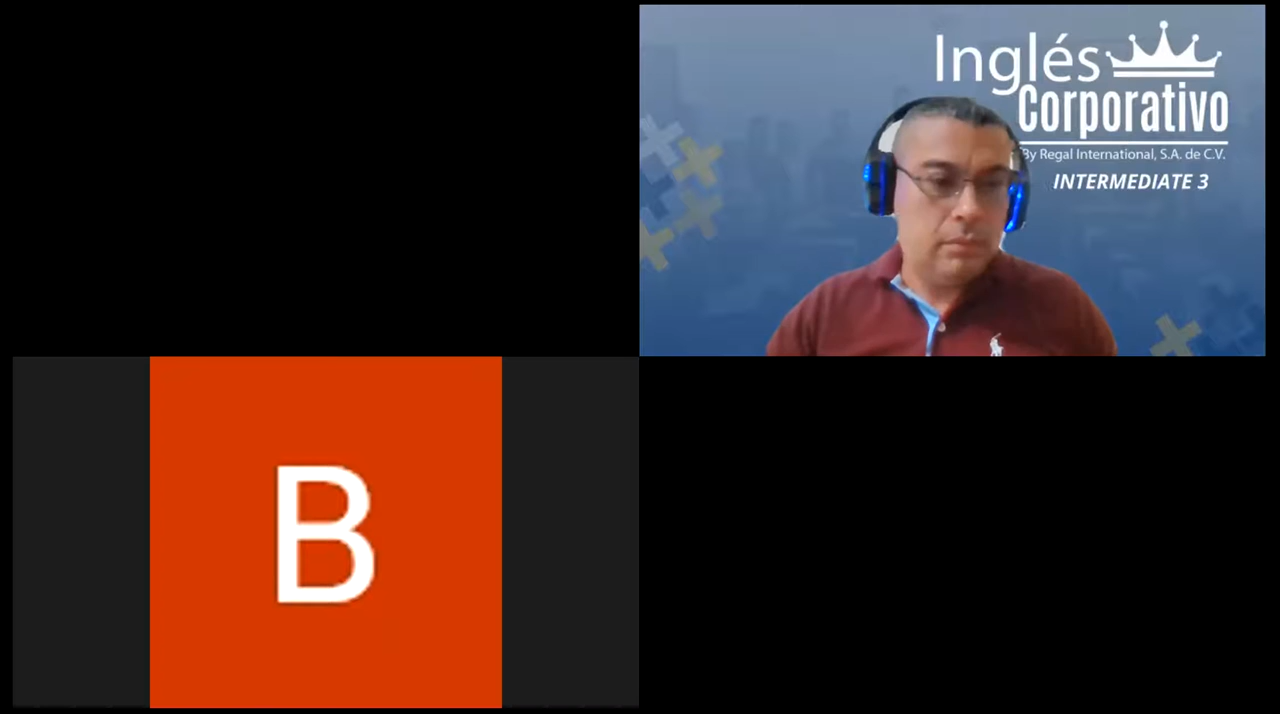 Inglés
Corporativo
By Regal International, S.A. de C.V.
INTERMEDIATE 3
B